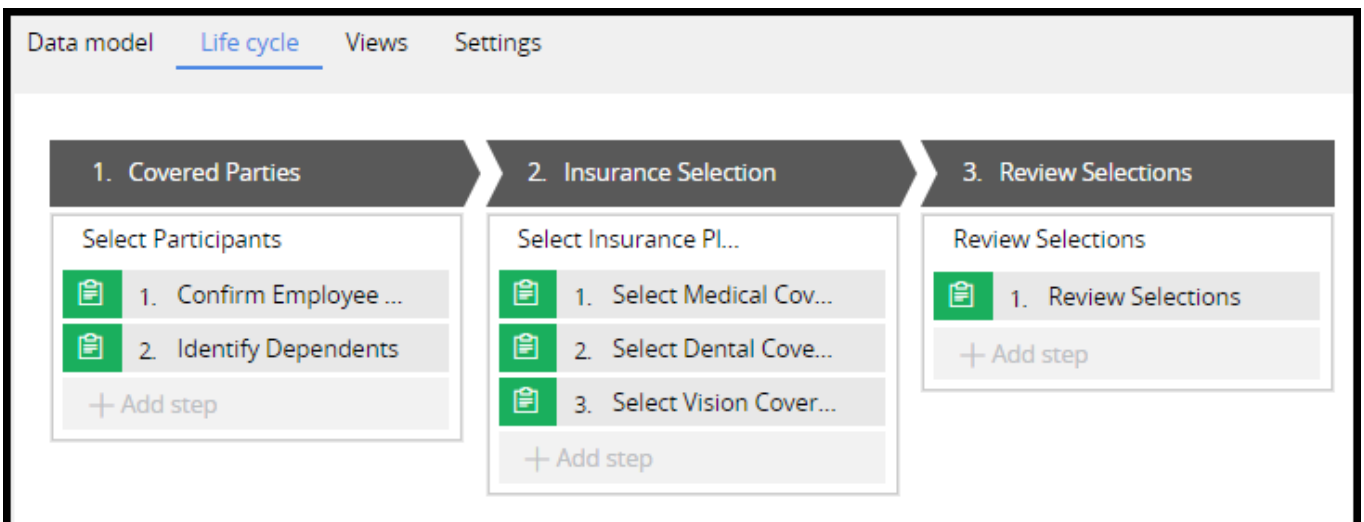 Data model Life cycle Views Settings
1. Covered Parties
Select Participants
1. Confirm Employee ...
2. Identify Dependents
+ Add step
2. Insurance Selection
Select Insurance Pl...
1. Select Medical Cov...
2. Select Dental Cove...
3. Select Vision Cover...
+ Add step
3. Review Selections
Review Selections
1. Review Selections
+ Add step